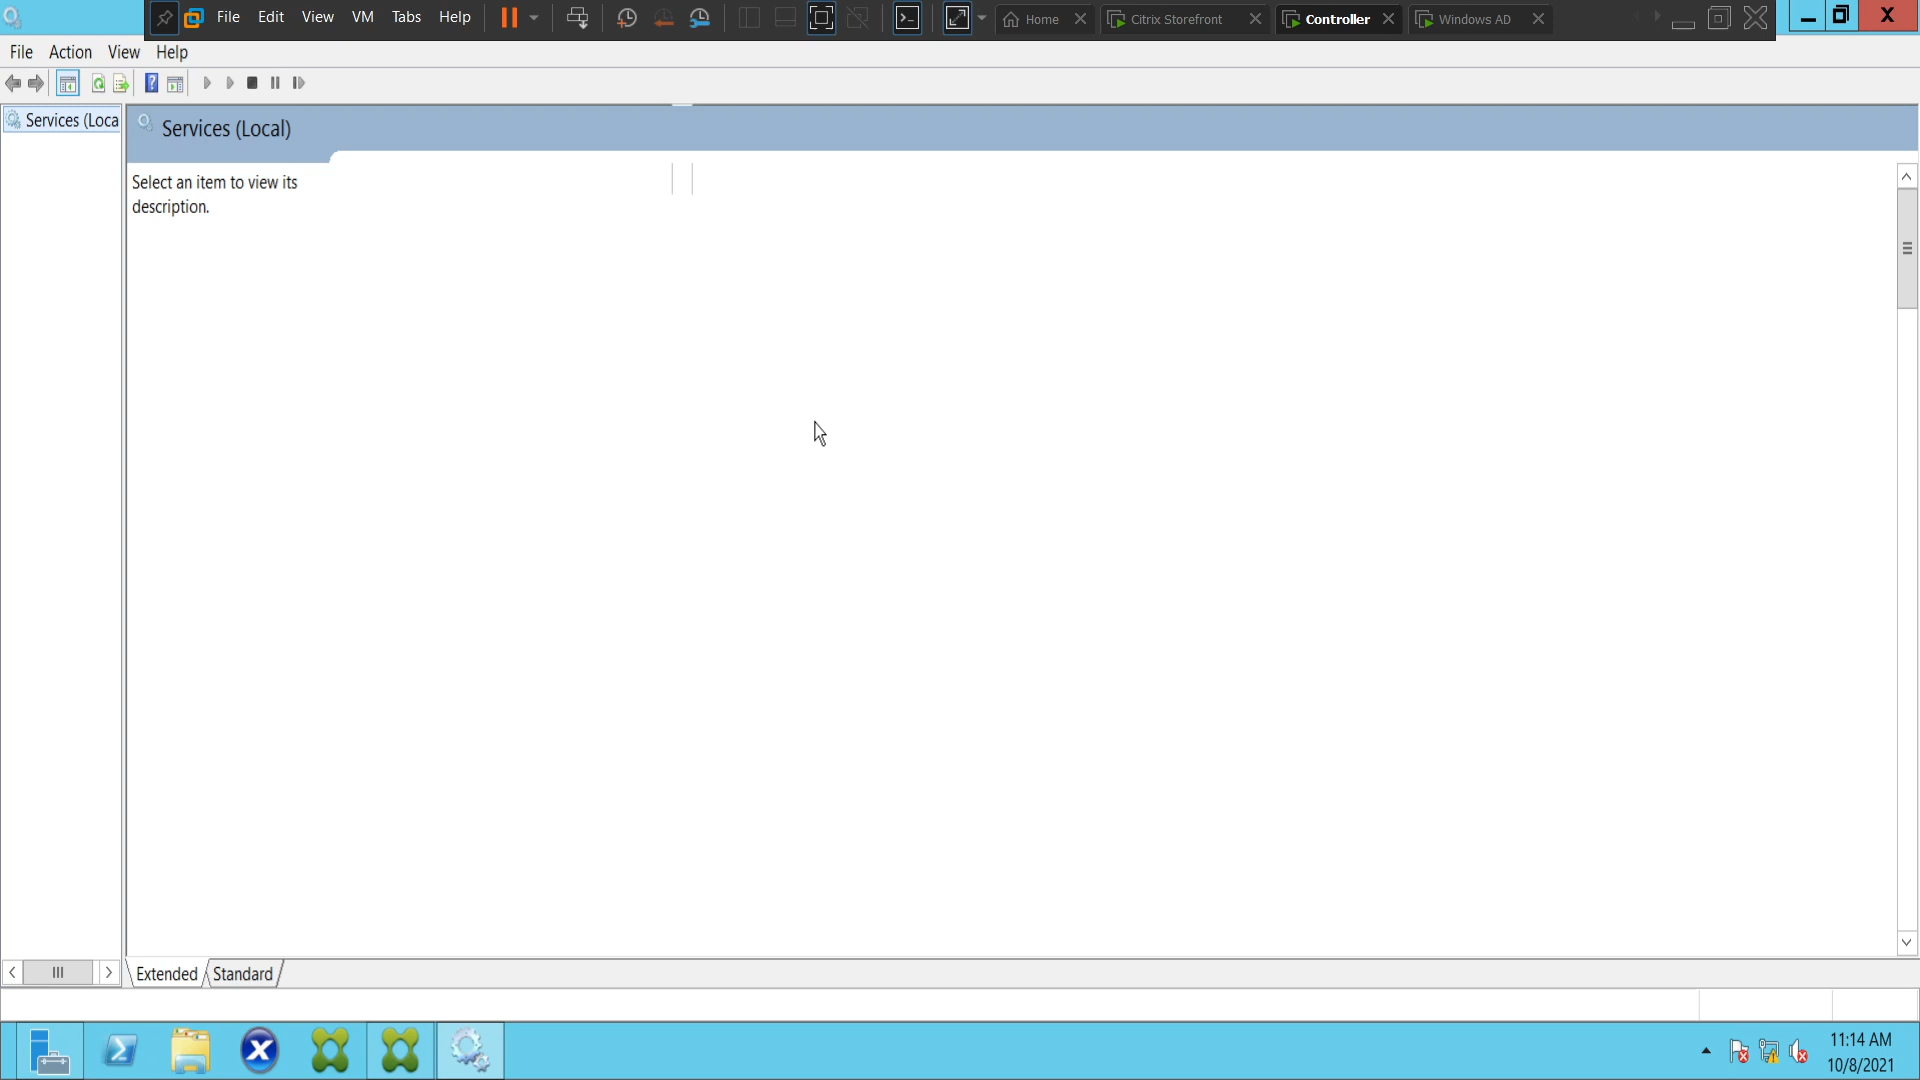 File Edit View VM Tabs Help Home Citrix Storefront Controller Windows AD
File Action View Help
Services (Loca
Services (Local)
Select an item to view its
description.
Extended Standard
11:14 AM
10/8/2021